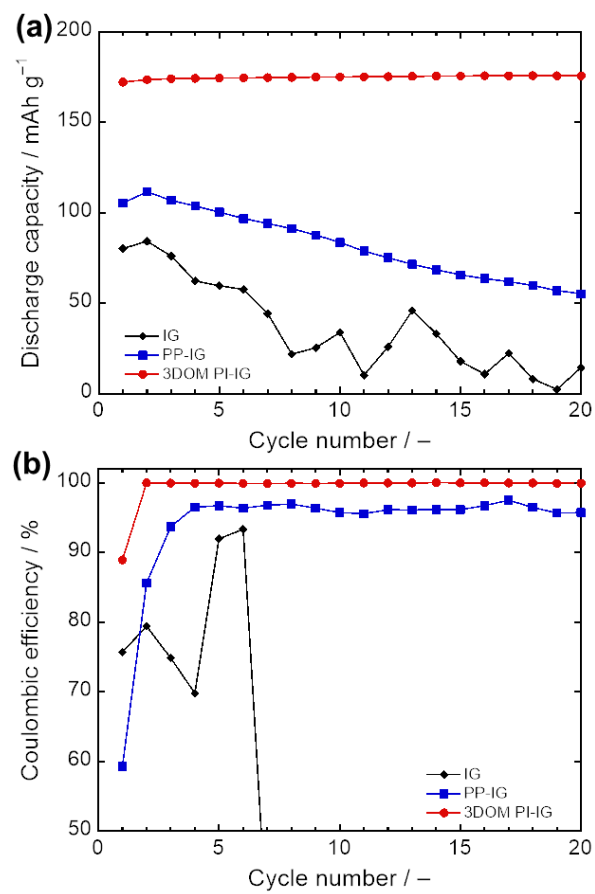 (a)
200
150
100
50
0
Discharge capacity / mAh g⁻¹
IG
PP-IG
3DOM PI-IG
0 5 10 15 20
Cycle number / –
(b)
100
90
80
70
60
50
Coulombic efficiency / %
IG
PP-IG
3DOM PI-IG
0 5 10 15 20
Cycle number / –